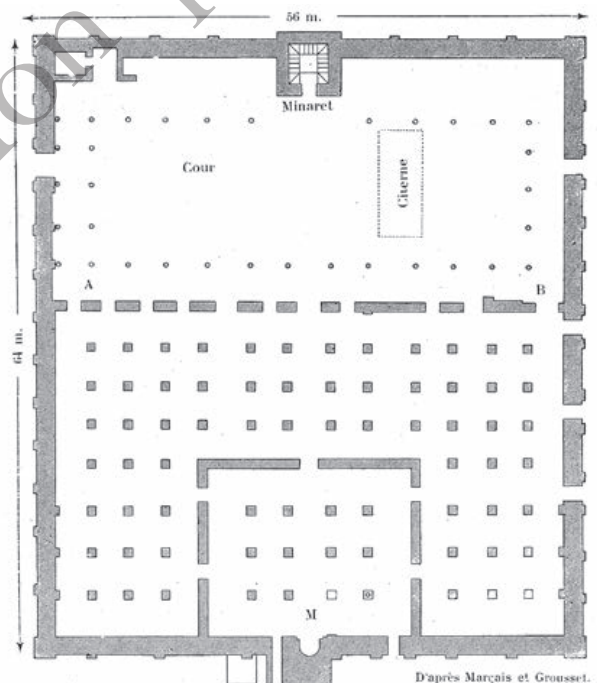 56 m.
Minaret
Cour
Citerne
A
B
64 m.
M
D'après Marçais et Grousset.